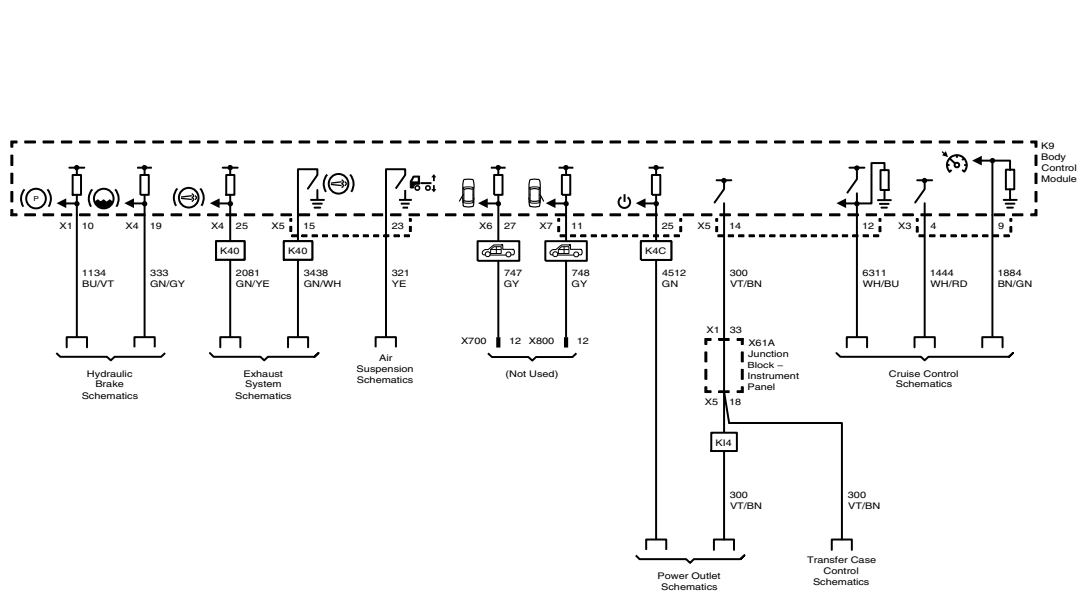 K9
Body
Control
Module
P
X1 10
X4 19
X4 25
X5 15
23
X6 27
X7 11
25
X5 14
12
X3 4
9
K40
K40
K4C
1134
BU/VT
333
GN/GY
2081
GN/YE
3438
GN/WH
321
YE
747
GY
748
GY
4512
GN
300
VT/BN
6311
WH/BU
1444
WH/RD
1884
BN/GN
X1 33
X700 12
X800 12
X61A
Junction
Block –
Instrument
Panel
X5 18
Hydraulic
Brake
Schematics
Exhaust
System
Schematics
Air
Suspension
Schematics
(Not Used)
Cruise Control
Schematics
KI4
300
VT/BN
300
VT/BN
Power Outlet
Schematics
Transfer Case
Control
Schematics